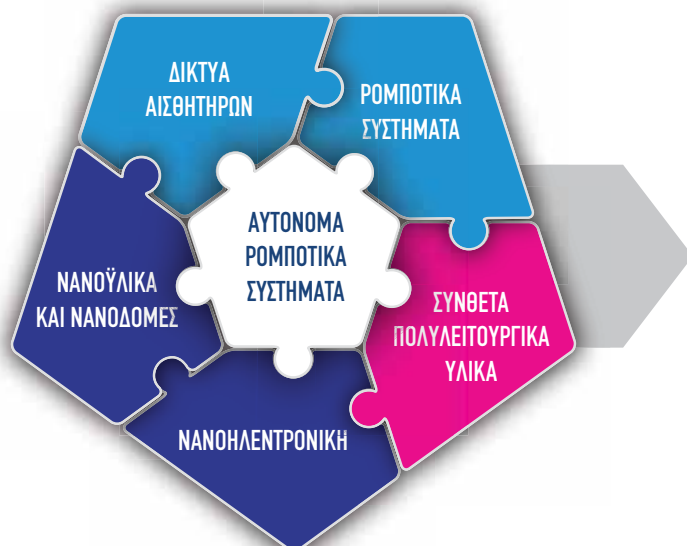 ΔΙΚΤΥΑ
ΑΙΣΘΗΤΗΡΩΝ
ΡΟΜΠΟΤΙΚΑ
ΣΥΣΤΗΜΑΤΑ
ΑΥΤΟΝΟΜΑ
ΡΟΜΠΟΤΙΚΑ
ΣΥΣΤΗΜΑΤΑ
ΝΑΝΟΫΛΙΚΑ
ΚΑΙ ΝΑΝΟΔΟΜΕΣ
ΣΥΝΘΕΤΑ
ΠΟΛΥΛΕΙΤΟΥΡΓΙΚΑ
ΥΛΙΚΑ
ΝΑΝΟΗΛΕΝΤΡΟΝΙΚΗ